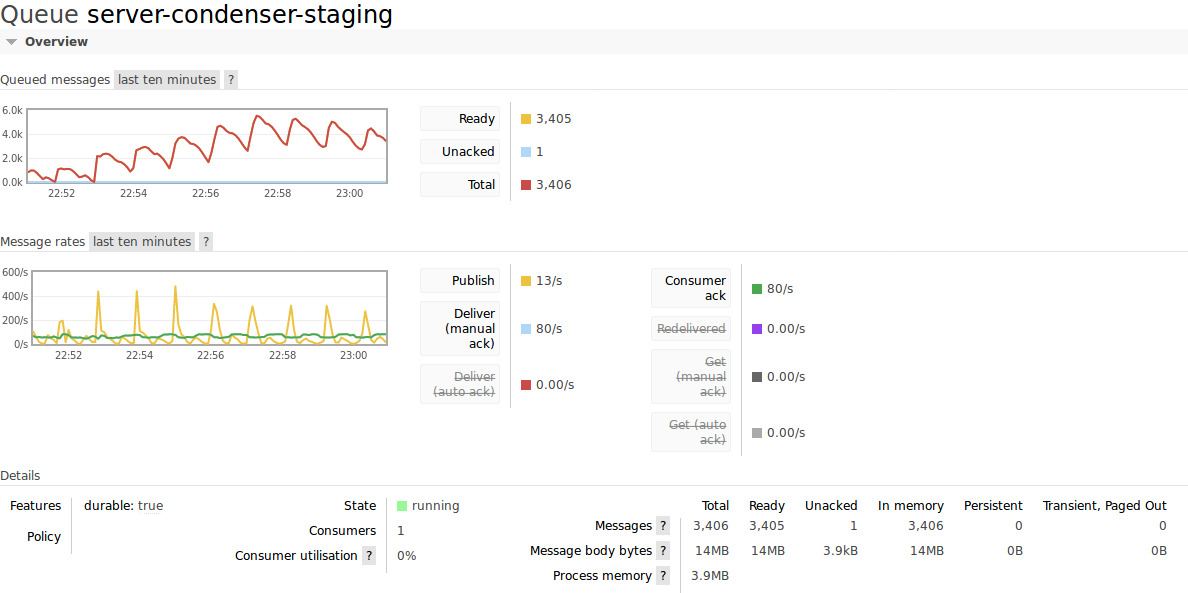 Queue server-condenser-staging
Overview
Queued messages last ten minutes ?
6.0k
4.0k
2.0k
0.0k
22:52 22:54 22:56 22:58 23:00
Ready 3,405
Unacked 1
Total 3,406
Message rates last ten minutes ?
600/s
400/s
200/s
0/s
22:52 22:54 22:56 22:58 23:00
Publish 13/s
Deliver
(manual 80/s
ack)
Deliver
(auto ack) 0.00/s
Consumer
ack 80/s
Redelivered 0.00/s
Get
(manual 0.00/s
ack)
Get (auto
ack) 0.00/s
Details
Features durable: true
Policy
State running
Consumers 1
Consumer utilisation ? 0%
Total Ready Unacked In memory Persistent Transient, Paged Out
Messages ? 3,406 3,405 1 3,406 0 0
Message body bytes ? 14MB 14MB 3.9kB 14MB 0B 0B
Process memory ? 3.9MB